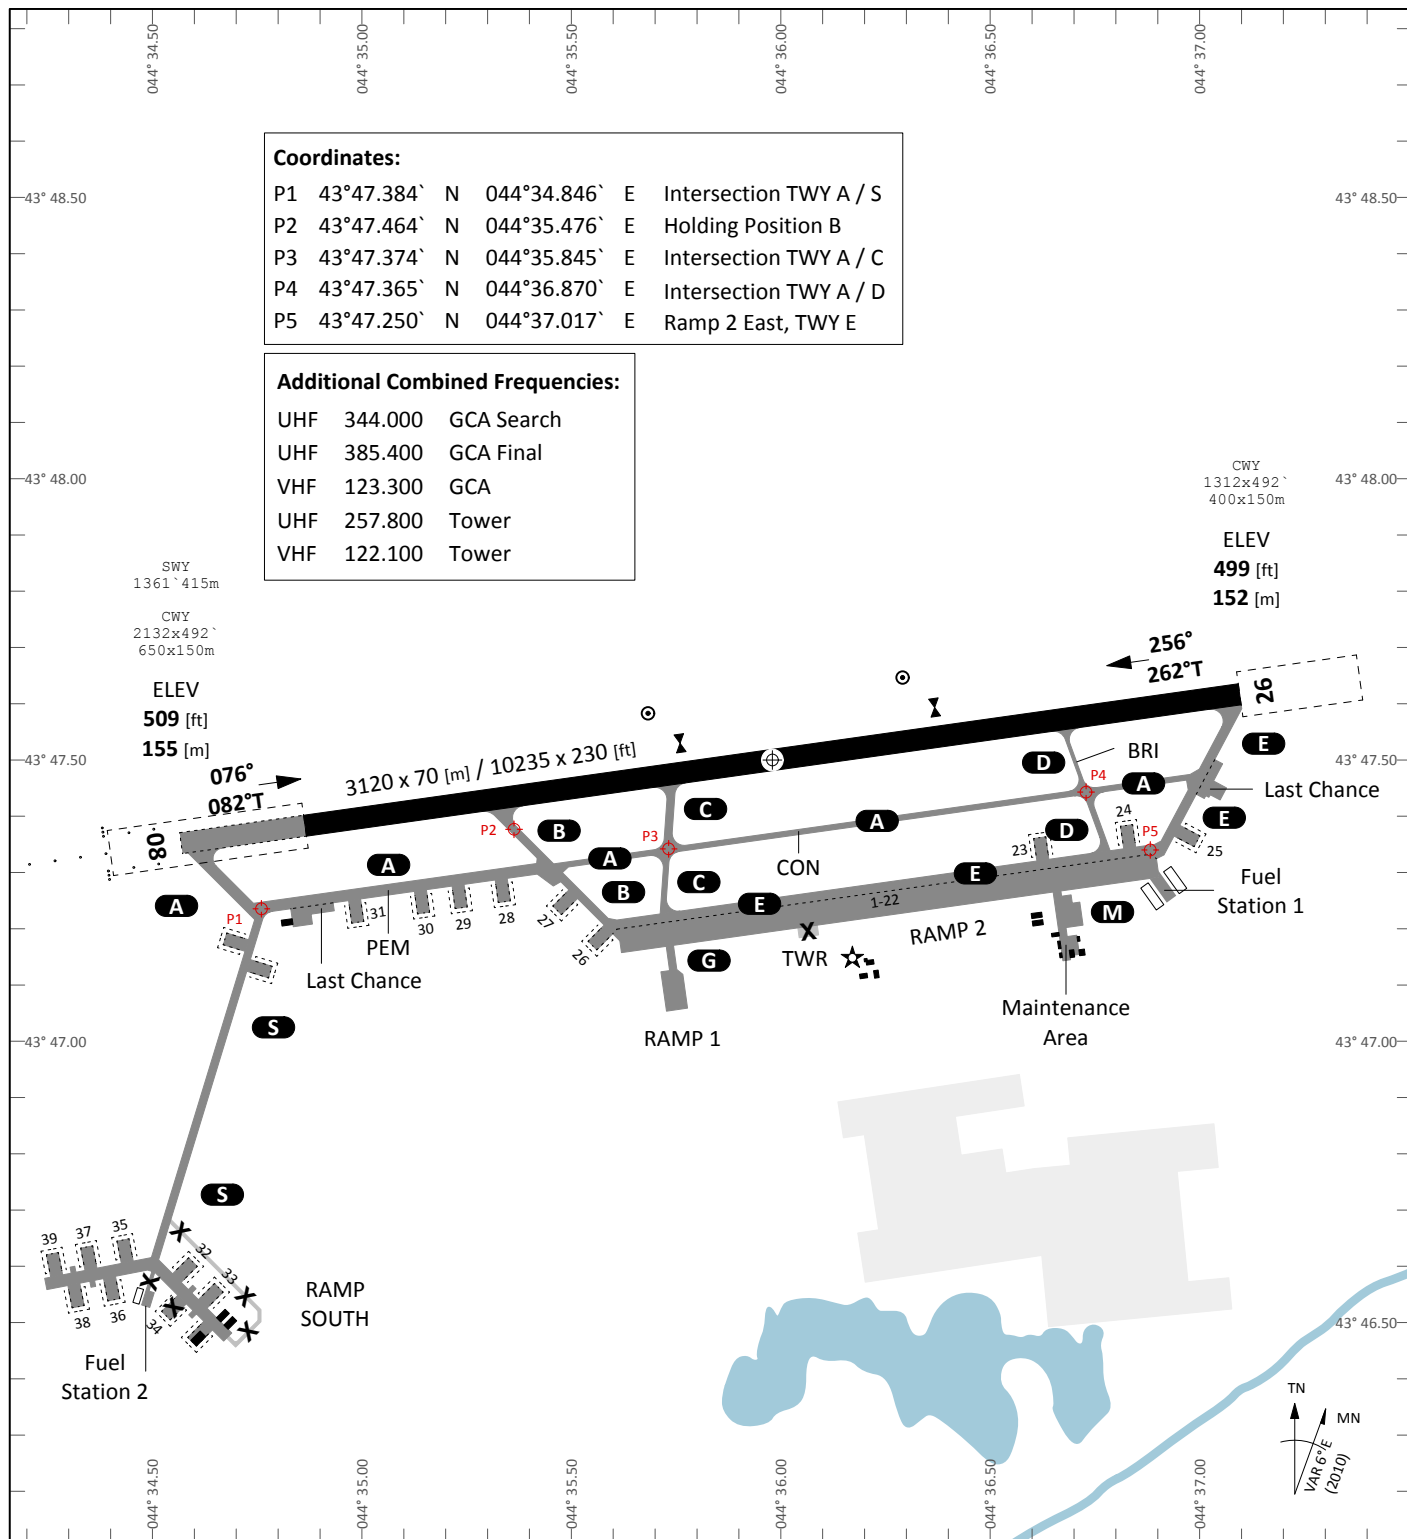 044° 34.50
044° 35.00
044° 35.50
044° 36.00
044° 36.50
044° 37.00
Coordinates:
P1 43°47.384` N 044°34.846` E Intersection TWY A / S
P2 43°47.464` N 044°35.476` E Holding Position B
P3 43°47.374` N 044°35.845` E Intersection TWY A / C
P4 43°47.365` N 044°36.870` E Intersection TWY A / D
P5 43°47.250` N 044°37.017` E Ramp 2 East, TWY E
43° 48.50
43° 48.50
Additional Combined Frequencies:
UHF 344.000 GCA Search
UHF 385.400 GCA Final
VHF 123.300 GCA
UHF 257.800 Tower
VHF 122.100 Tower
43° 48.00
43° 48.00
CWY
1312x492`
400x150m
ELEV
499 [ft]
152 [m]
SWY
1361`415m
CWY
2132x492`
650x150m
ELEV
509 [ft]
155 [m]
256°
262°T
26
076°
082°T
08
3120 x 70 [m] / 10235 x 230 [ft]
43° 47.50
43° 47.50
E
BRI
D
P4
A
Last Chance
C
A
E
P2
B
P3
24
P5
D
23
25
CON
A
A
E
Fuel
Station 1
A
P1
31
30
29
28
27
26
B
C
E
1-22
M
PEM
Last Chance
X
TWR
RAMP 2
G
S
RAMP 1
Maintenance
Area
43° 47.00
43° 47.00
S
X
39
37
35
32
33
X
X
X
X
38
36
34
RAMP
SOUTH
Fuel
Station 2
43° 46.50
43° 46.50
TN
MN
VAR 6° E
(2010)
044° 34.50
044° 35.00
044° 35.50
044° 36.00
044° 36.50
044° 37.00